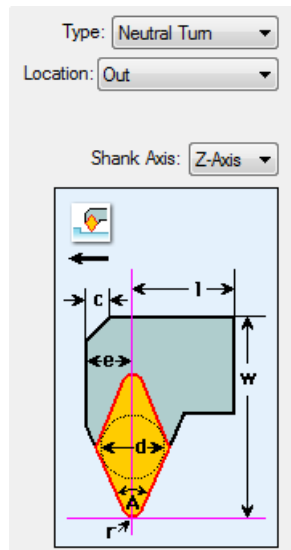 Type: Neutral Turn
Location: Out
Shank Axis: Z-Axis
c
l
e
w
d
A
r